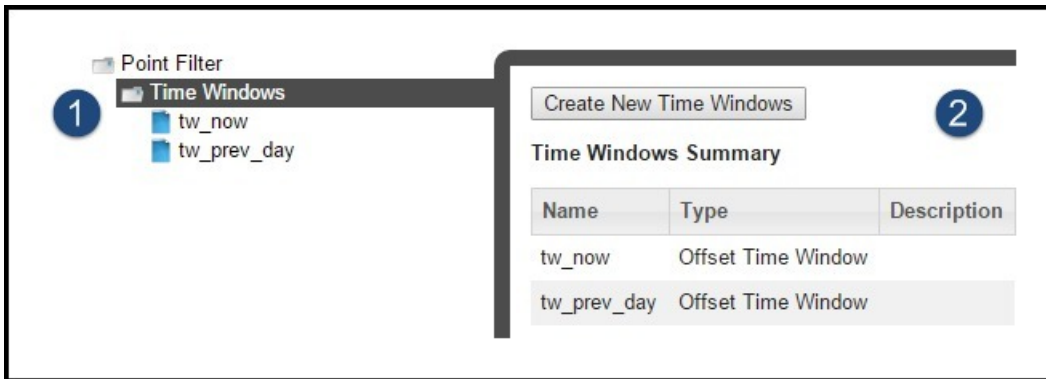 Point Filter
1
Time Windows
tw_now
tw_prev_day
Create New Time Windows
2
Time Windows Summary
Name Type Description
tw_now Offset Time Window
tw_prev_day Offset Time Window